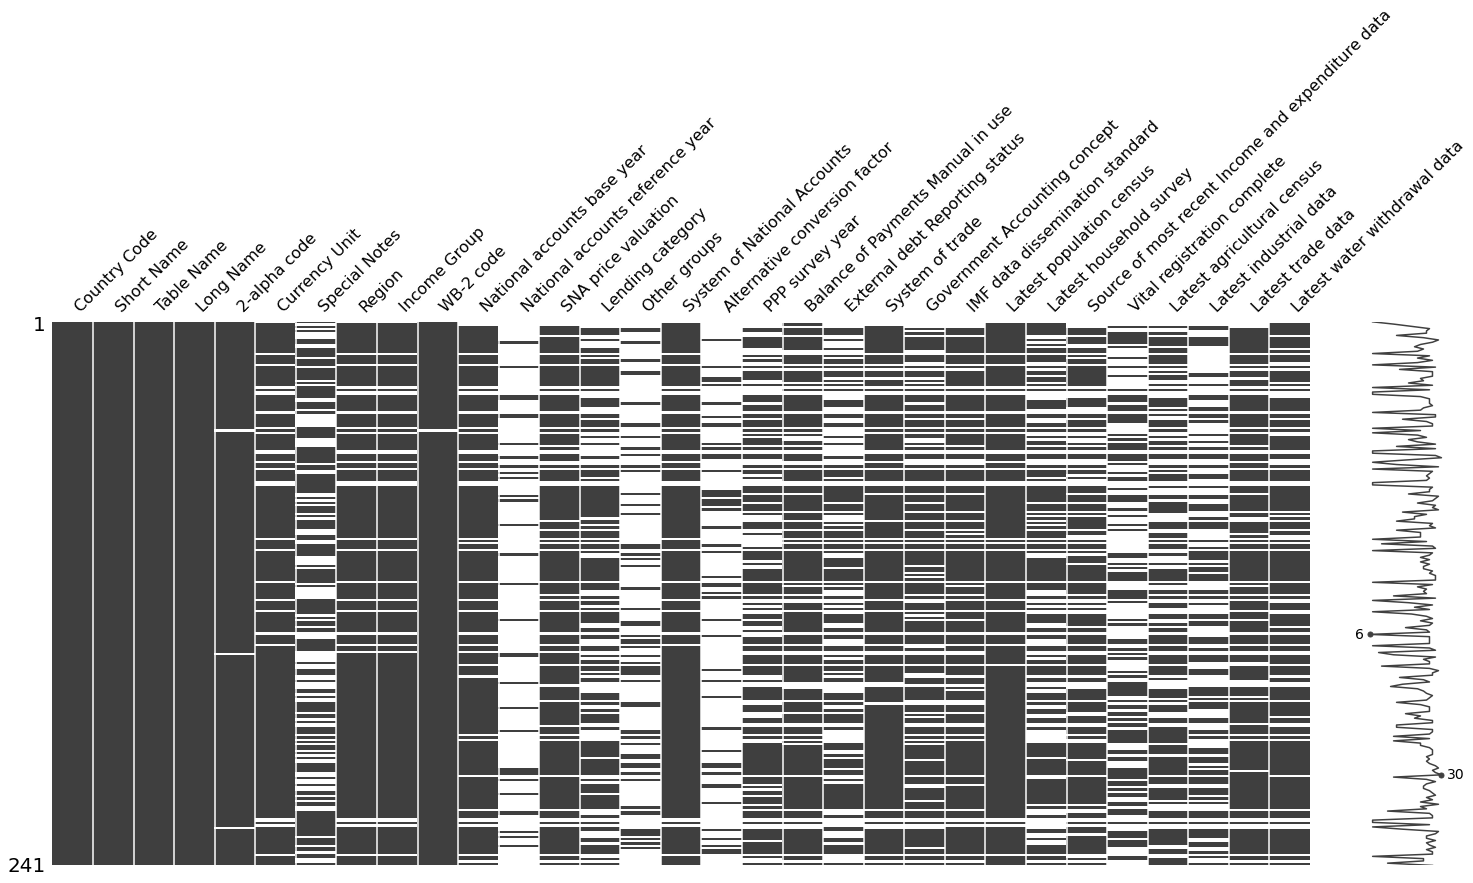 Country Code
Short Name
Table Name
Long Name
2-alpha code
Currency Unit
Special Notes
Region
Income Group
WB-2 code
National accounts base year
National accounts reference year
SNA price valuation
Lending category
Other groups
System of National Accounts
Alternative conversion factor
PPP survey year
Balance of Payments Manual in use
External debt Reporting status
System of trade
Government Accounting concept
IMF data dissemination standard
Latest population census
Latest household survey
Source of most recent Income and expenditure data
Vital registration complete
Latest agricultural census
Latest industrial data
Latest trade data
Latest water withdrawal data
1
6
30
241